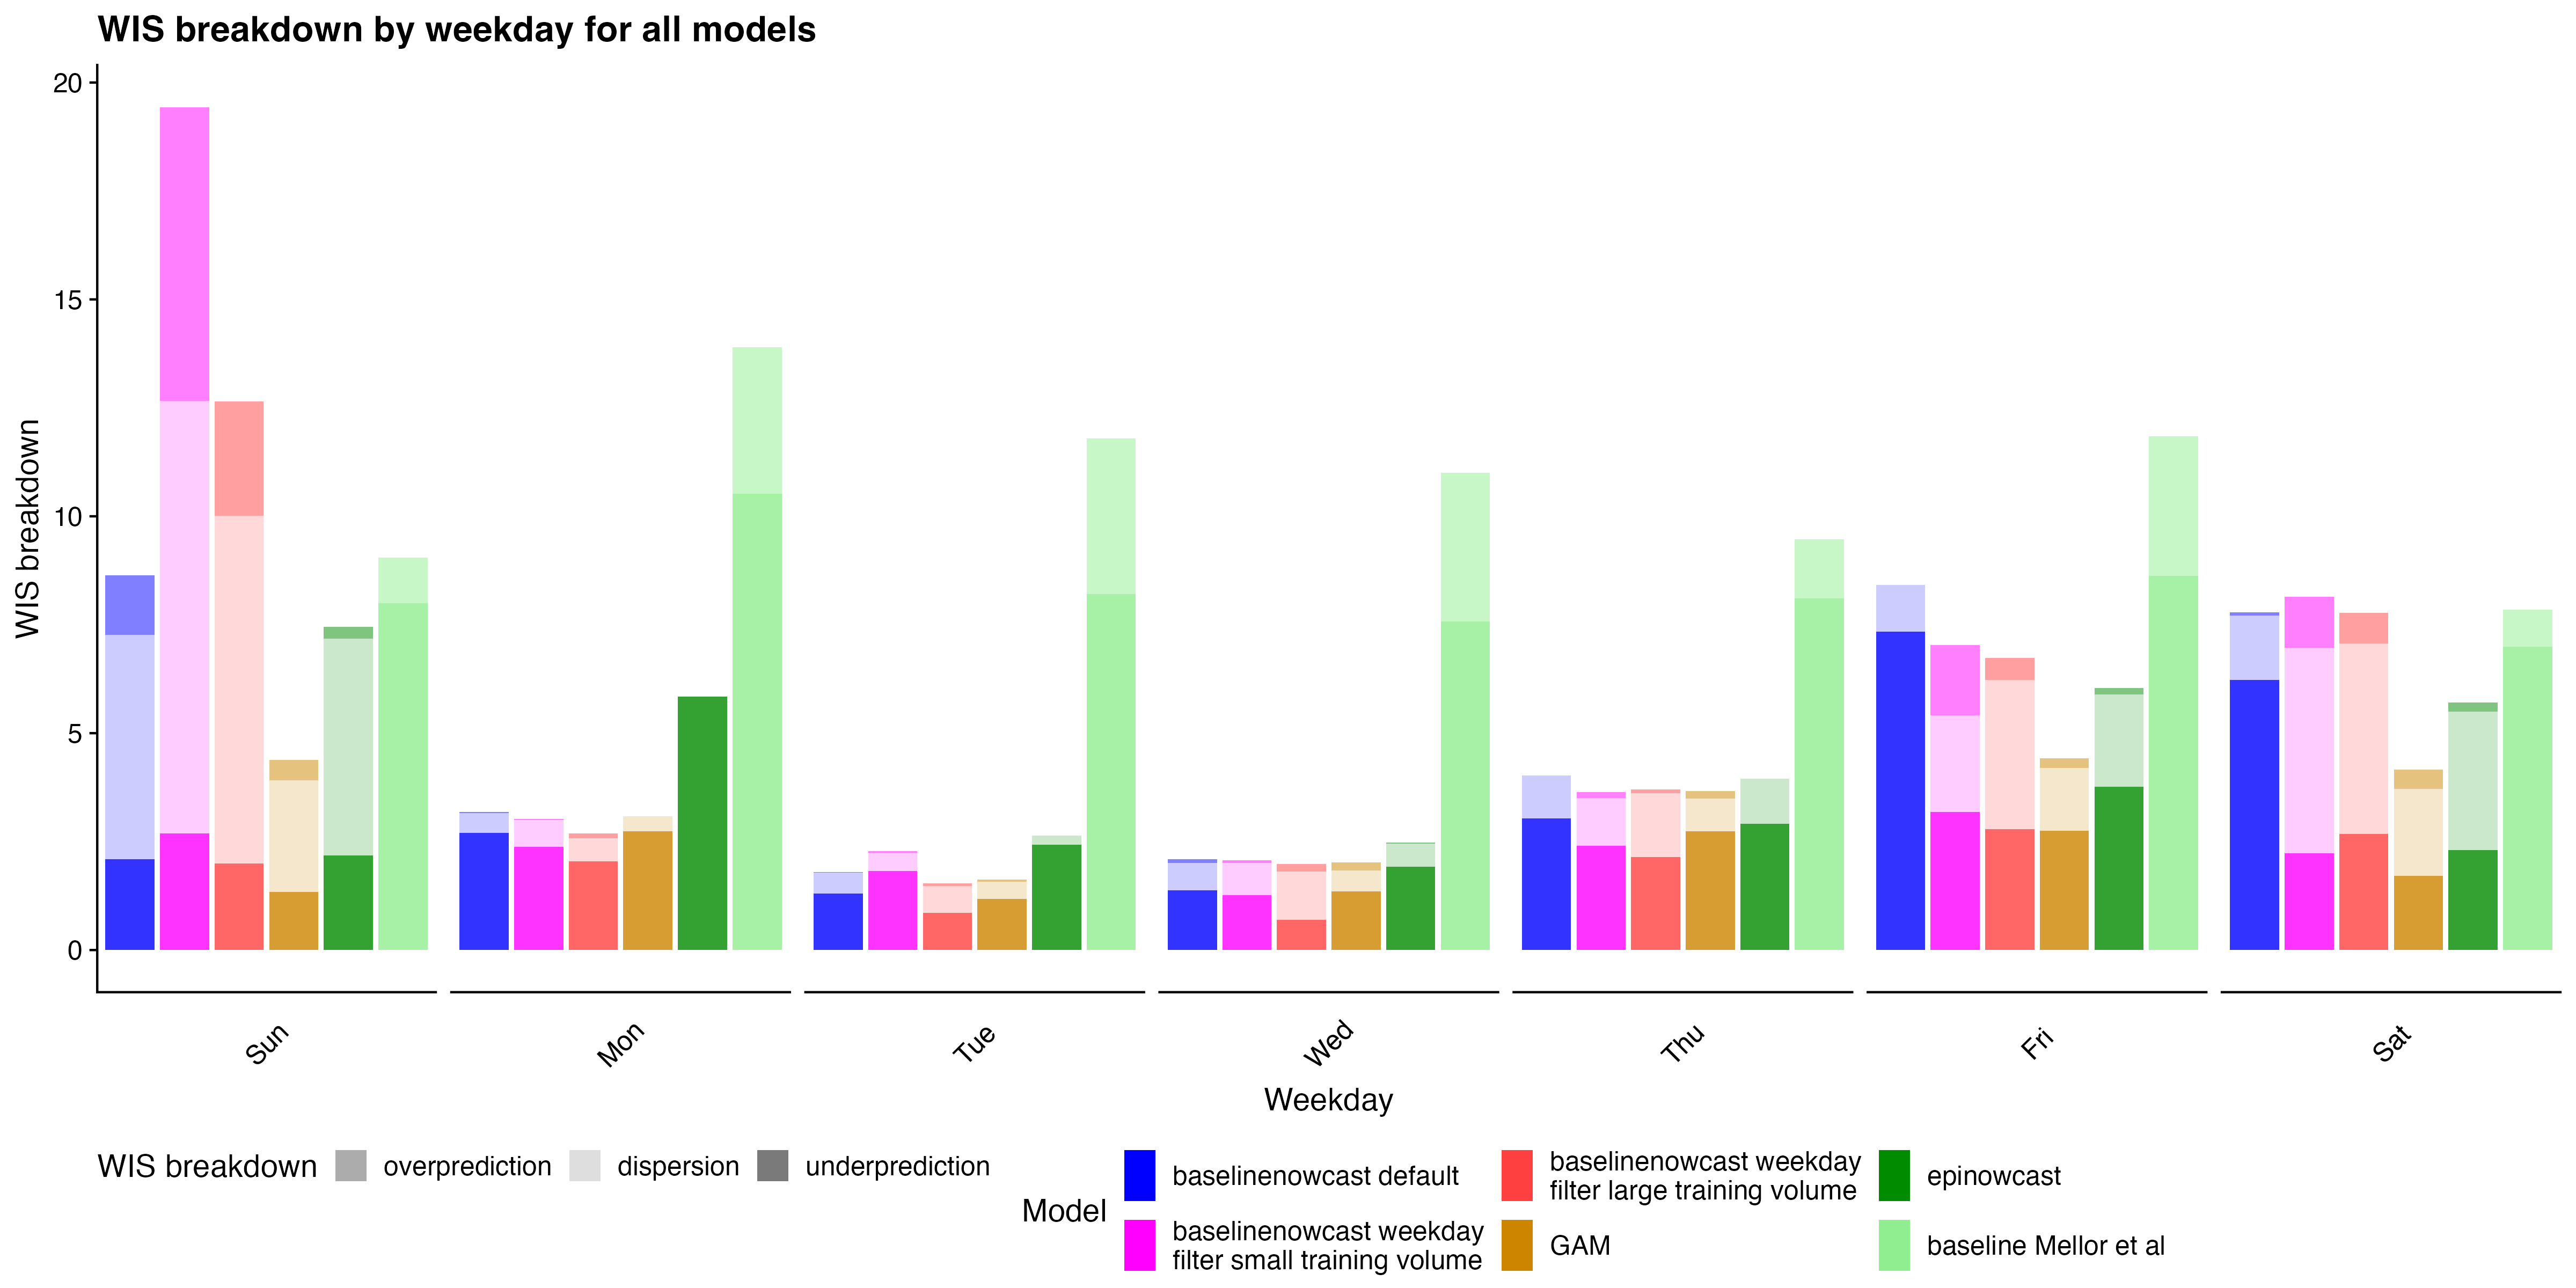 WIS breakdown by weekday for all models
WIS breakdown
20
15
10
5
0
Sun
Mon
Tue
Wed
Thu
Fri
Sat
Weekday
WIS breakdown
overprediction
dispersion
underprediction
Model
baselinenowcast default
baselinenowcast weekday
filter small training volume
baselinenowcast weekday
filter large training volume
GAM
epinowcast
baseline Mellor et al